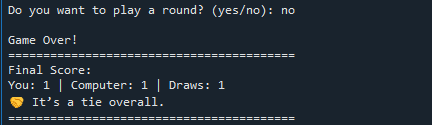 Do you want to play a round? (yes/no): no
Game Over!
=========================================
Final Score:
You: 1 | Computer: 1 | Draws: 1
🤝 It’s a tie overall.
=========================================